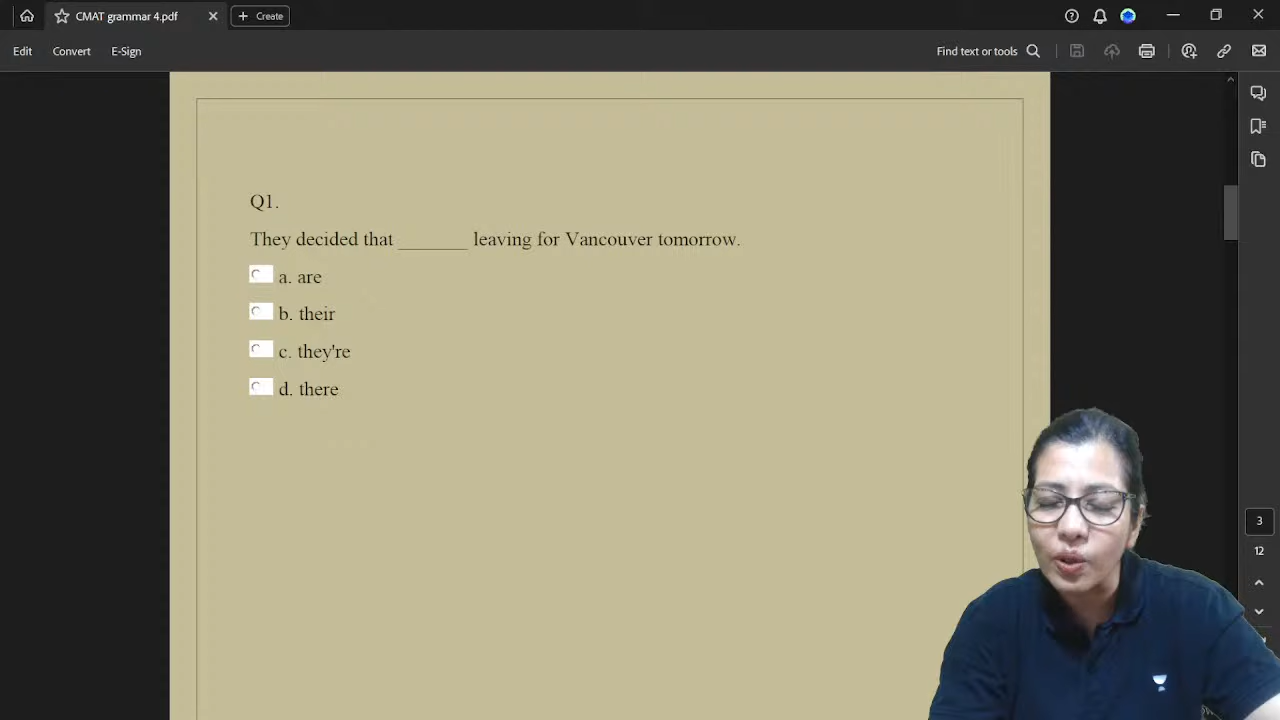 CMAT grammar 4.pdf
Create
Edit
Convert
E-Sign
Find text or tools
Q1.
They decided that _______ leaving for Vancouver tomorrow.
a. are
b. their
c. they're
d. there
3
12